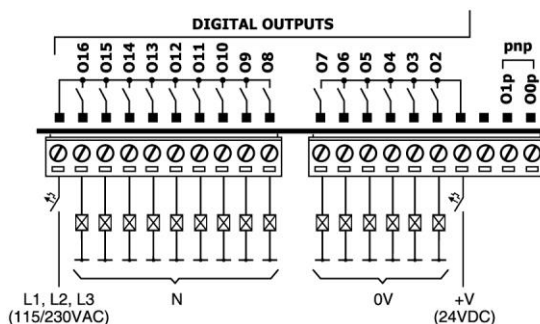 DIGITAL OUTPUTS
pnp
O16 O15 O14 O13 O12 O11 O10 O9 O8 O7 O6 O5 O4 O3 O2 O1p O0p
L1, L2, L3 N 0V +V
(115/230VAC) (24VDC)